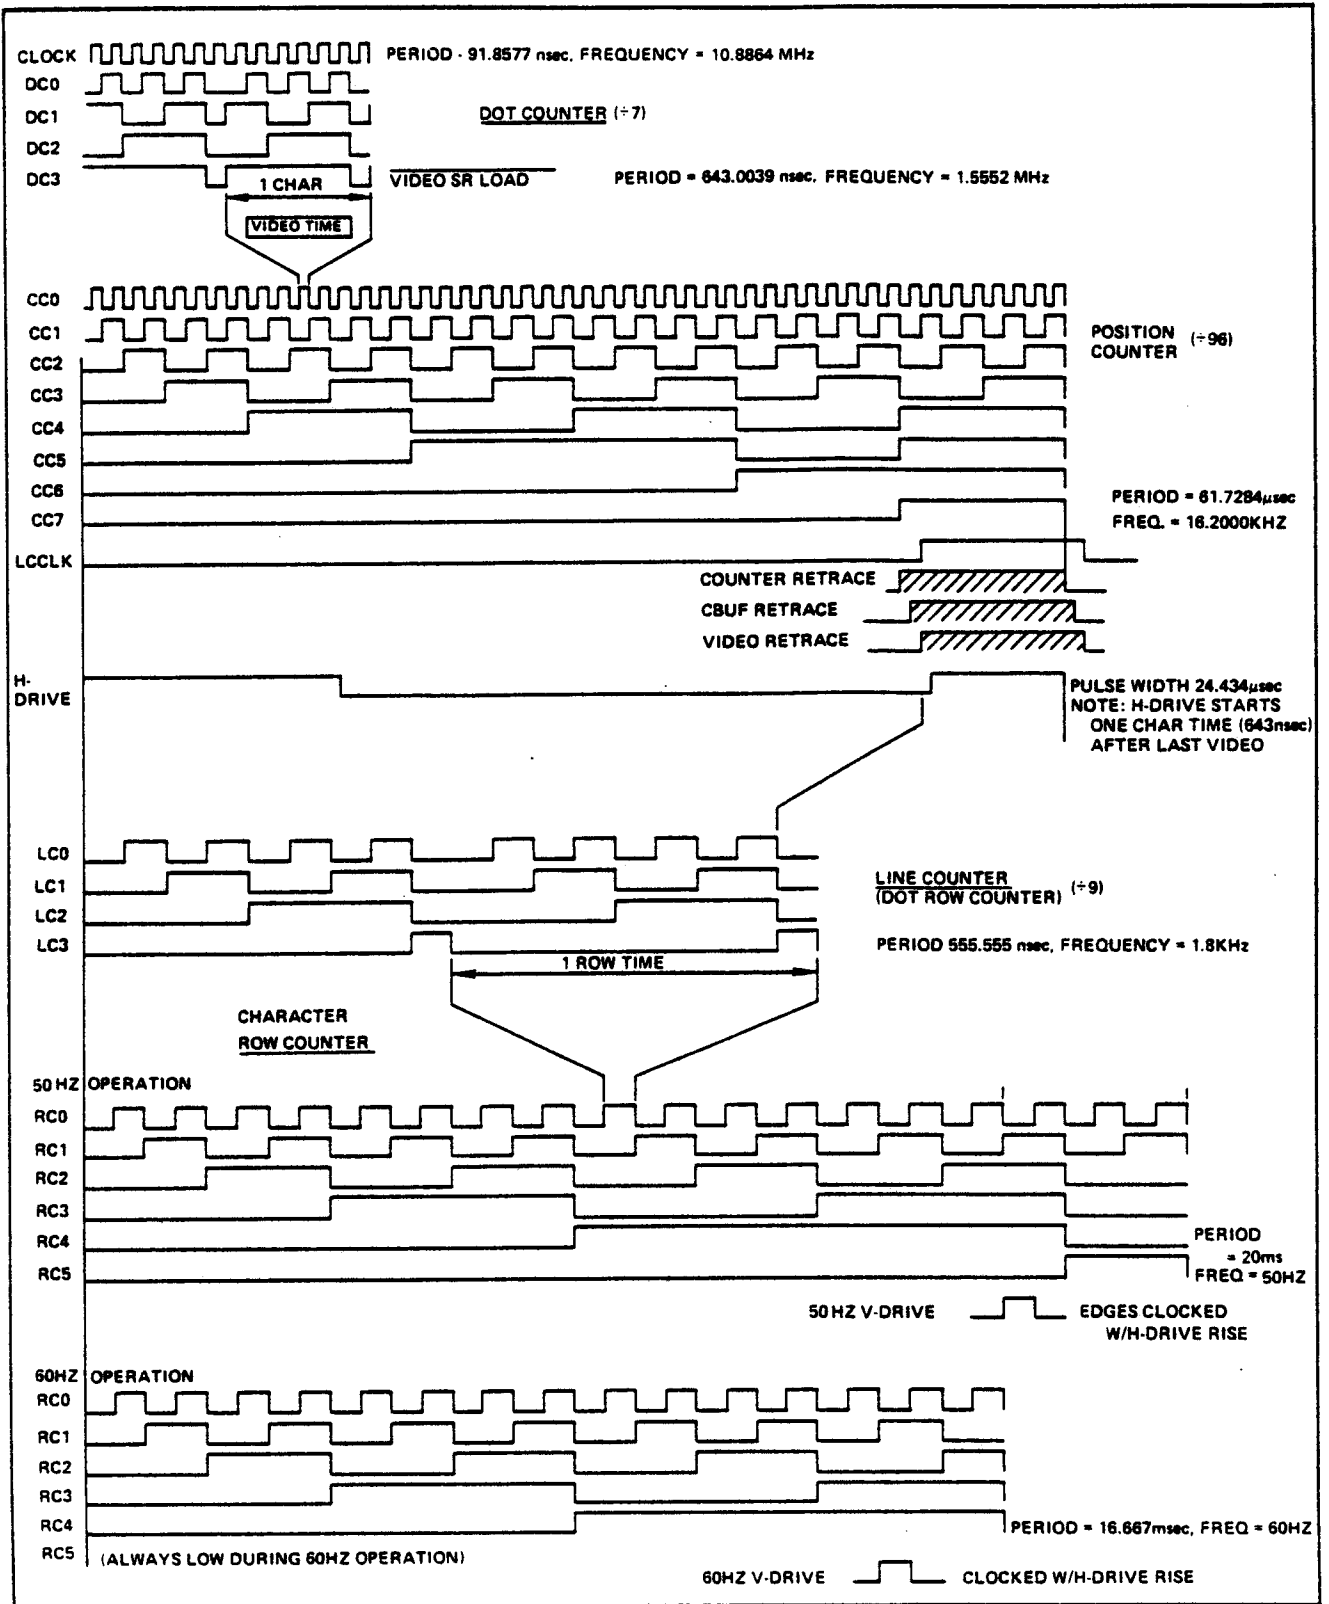 CLOCK PERIOD - 91.8577 nsec, FREQUENCY = 10.8864 MHz
DC0
DC1 DOT COUNTER (÷7)
DC2
DC3 VIDEO SR LOAD PERIOD = 643.0039 nsec, FREQUENCY = 1.5552 MHz
1 CHAR
VIDEO TIME
CC0
CC1
POSITION COUNTER (÷96)
CC2
CC3
CC4
CC5
CC6
CC7
PERIOD = 61.7284μsec
FREQ. = 16.2000KHZ
LCCLK
COUNTER RETRACE
CBUF RETRACE
VIDEO RETRACE
H-
DRIVE
PULSE WIDTH 24.434μsec
NOTE: H-DRIVE STARTS
ONE CHAR TIME (643nsec)
AFTER LAST VIDEO
LC0
LC1
LINE COUNTER
(DOT ROW COUNTER) (÷9)
LC2
LC3 PERIOD 555.555 nsec, FREQUENCY = 1.8KHz
1 ROW TIME
CHARACTER
ROW COUNTER
50 HZ OPERATION
RC0
RC1
RC2
RC3
RC4
RC5
PERIOD
= 20ms
FREQ = 50HZ
50 HZ V-DRIVE EDGES CLOCKED
W/H-DRIVE RISE
60HZ OPERATION
RC0
RC1
RC2
RC3
RC4 PERIOD = 16.667msec, FREQ = 60HZ
RC5 (ALWAYS LOW DURING 60HZ OPERATION)
60HZ V-DRIVE CLOCKED W/H-DRIVE RISE